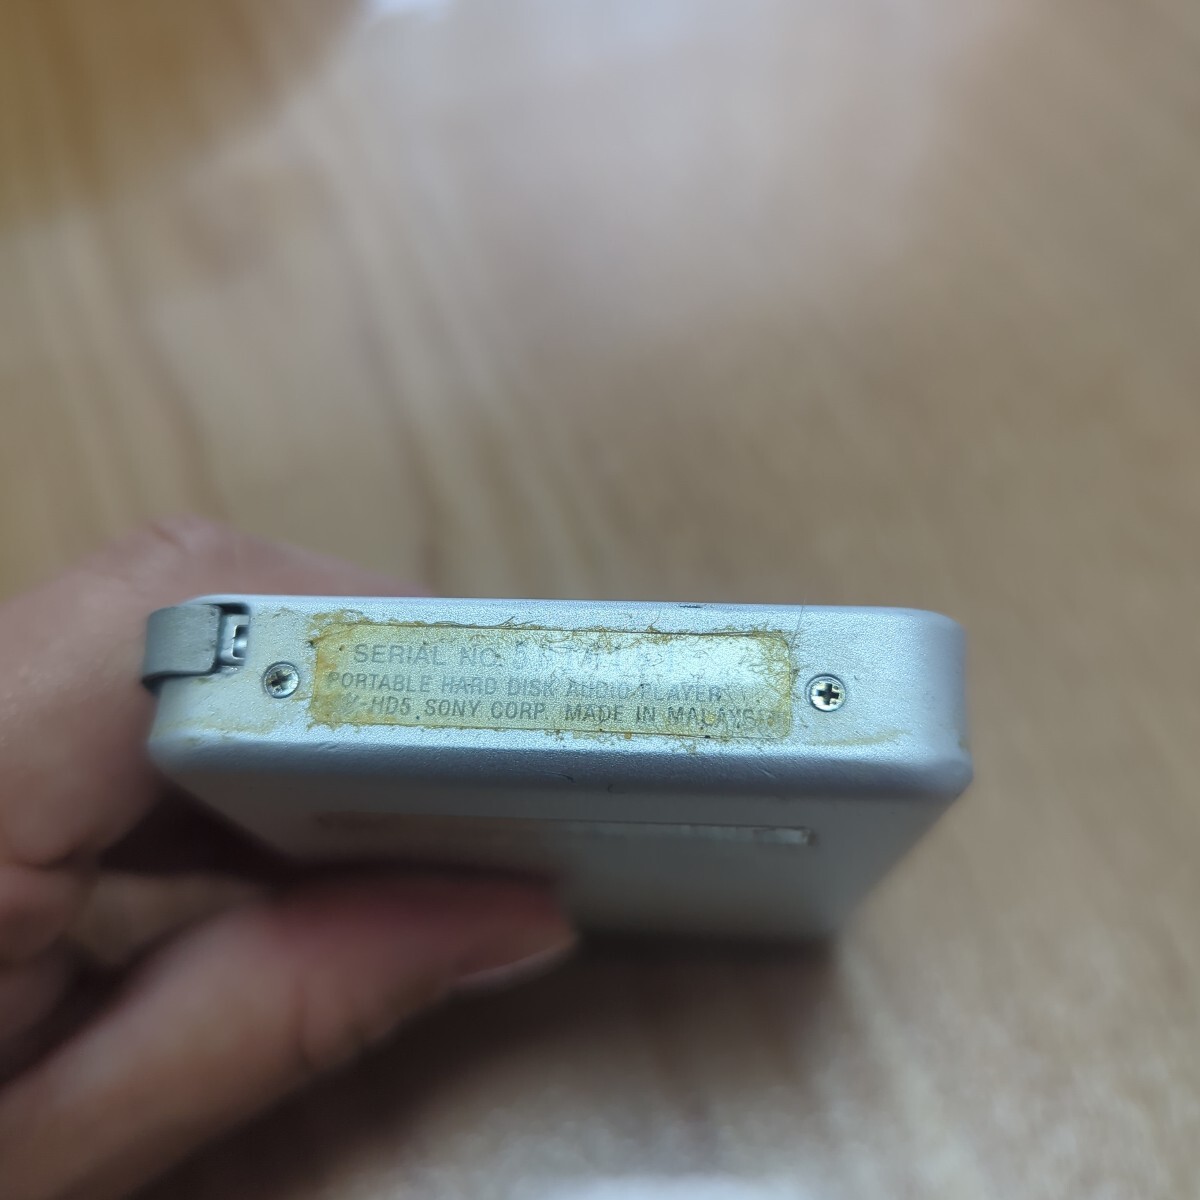 SERIAL NO.
PORTABLE HARD DISK AUDIO PLAYER
-HD5 SONY CORP. MADE IN MALAYSIA